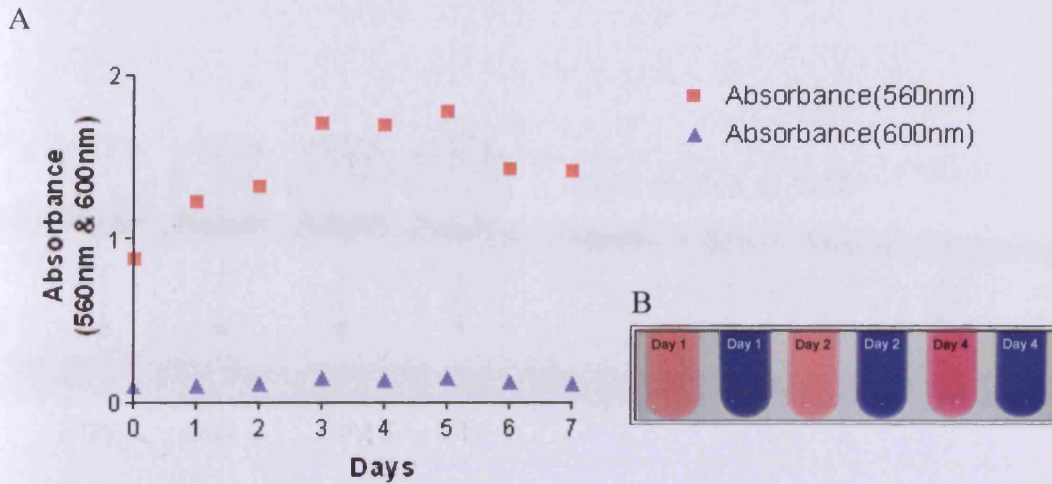 A
Absorbance
(560nm & 600nm)
2
1
0
0 1 2 3 4 5 6 7
Days
Absorbance(560nm)
Absorbance(600nm)
B
Day 1 Day 1 Day 2 Day 2 Day 4 Day 4